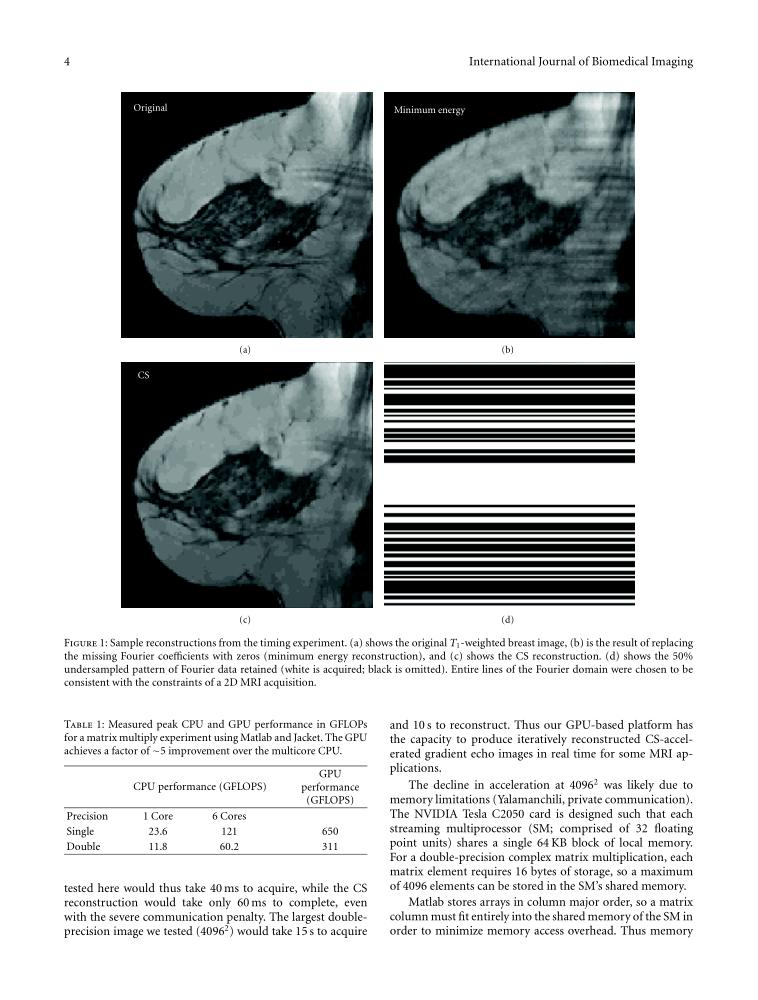 4
International Journal of Biomedical Imaging
Original
Minimum energy
(a)
(b)
CS
(c)
(d)
FIGURE 1: Sample reconstructions from the timing experiment. (a) shows the original T1-weighted breast image, (b) is the result of replacing
the missing Fourier coefficients with zeros (minimum energy reconstruction), and (c) shows the CS reconstruction. (d) shows the 50%
undersampled pattern of Fourier data retained (white is acquired; black is omitted). Entire lines of the Fourier domain were chosen to be
consistent with the constraints of a 2D MRI acquisition.
TABLE 1: Measured peak CPU and GPU performance in GFLOPs
for a matrix multiply experiment using Matlab and Jacket. The GPU
achieves a factor of ~5 improvement over the multicore CPU.
CPU performance (GFLOPS)
GPU
performance
(GFLOPS)
Precision 1 Core 6 Cores
Single 23.6 121 650
Double 11.8 60.2 311
tested here would thus take 40 ms to acquire, while the CS
reconstruction would take only 60 ms to complete, even
with the severe communication penalty. The largest double-
precision image we tested (4096²) would take 15 s to acquire
and 10 s to reconstruct. Thus our GPU-based platform has
the capacity to produce iteratively reconstructed CS-accel-
erated gradient echo images in real time for some MRI ap-
plications.
The decline in acceleration at 4096² was likely due to
memory limitations (Yalamanchili, private communication).
The NVIDIA Tesla C2050 card is designed such that each
streaming multiprocessor (SM; comprised of 32 floating
point units) shares a single 64 KB block of local memory.
For a double-precision complex matrix multiplication, each
matrix element requires 16 bytes of storage, so a maximum
of 4096 elements can be stored in the SM's shared memory.
Matlab stores arrays in column major order, so a matrix
column must fit entirely into the shared memory of the SM in
order to minimize memory access overhead. Thus memory